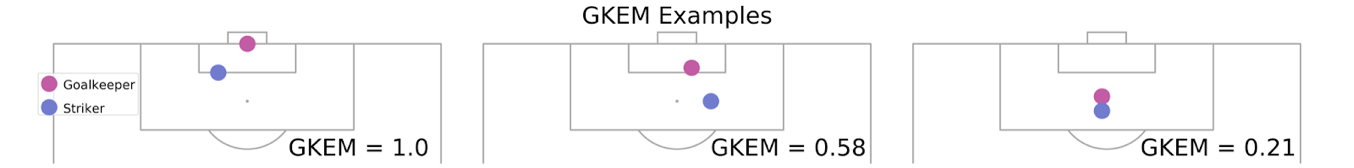 GKEM Examples
Goalkeeper
Striker
GKEM = 1.0
GKEM = 0.58
GKEM = 0.21